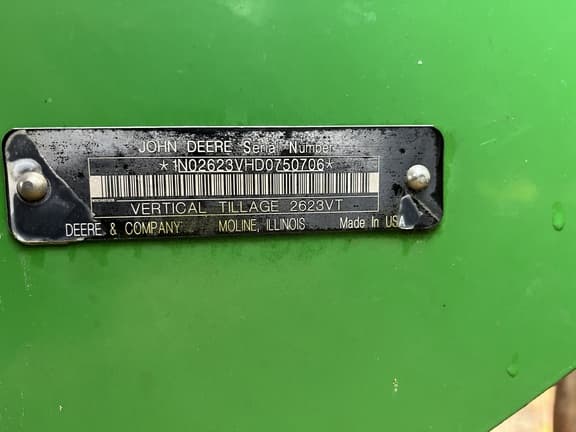 JOHN DEERE Serial Number
*1N02623VHD0750706*
VERTICAL TILLAGE 2623VT
DEERE & COMPANY MOLINE, ILLINOIS Made In USA